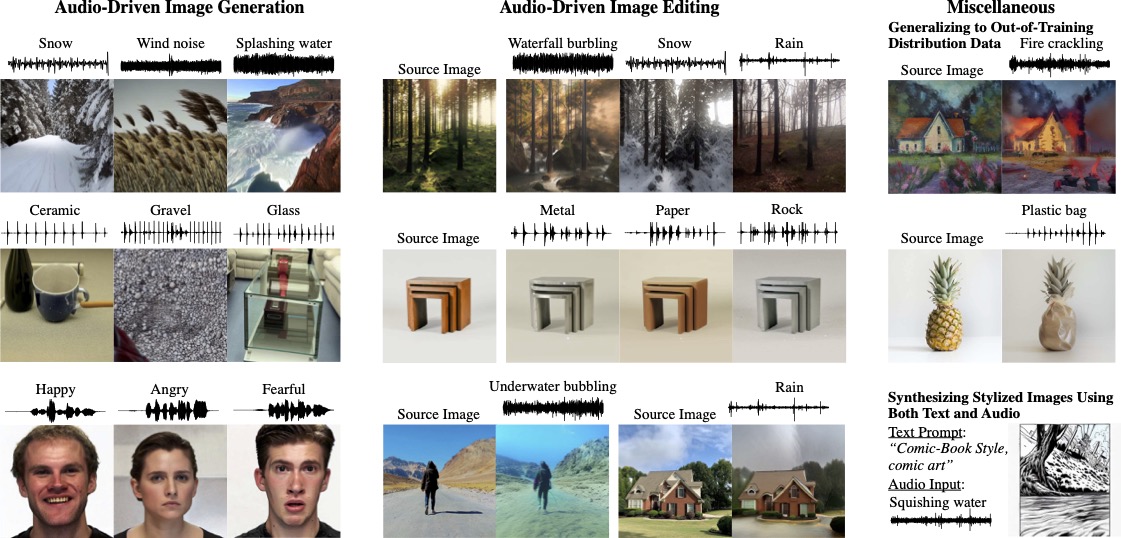 Audio-Driven Image Generation
Snow
Wind noise
Splashing water
Ceramic
Gravel
Glass
Happy
Angry
Fearful
Audio-Driven Image Editing
Source Image
Waterfall burbling
Snow
Rain
Source Image
Metal
Paper
Rock
Source Image
Underwater bubbling
Source Image
Rain
Miscellaneous
Generalizing to Out-of-Training
Distribution Data
Source Image
Fire crackling
Source Image
Plastic bag
Synthesizing Stylized Images Using
Both Text and Audio
Text Prompt:
“Comic-Book Style,
comic art”
Audio Input:
Squishing water